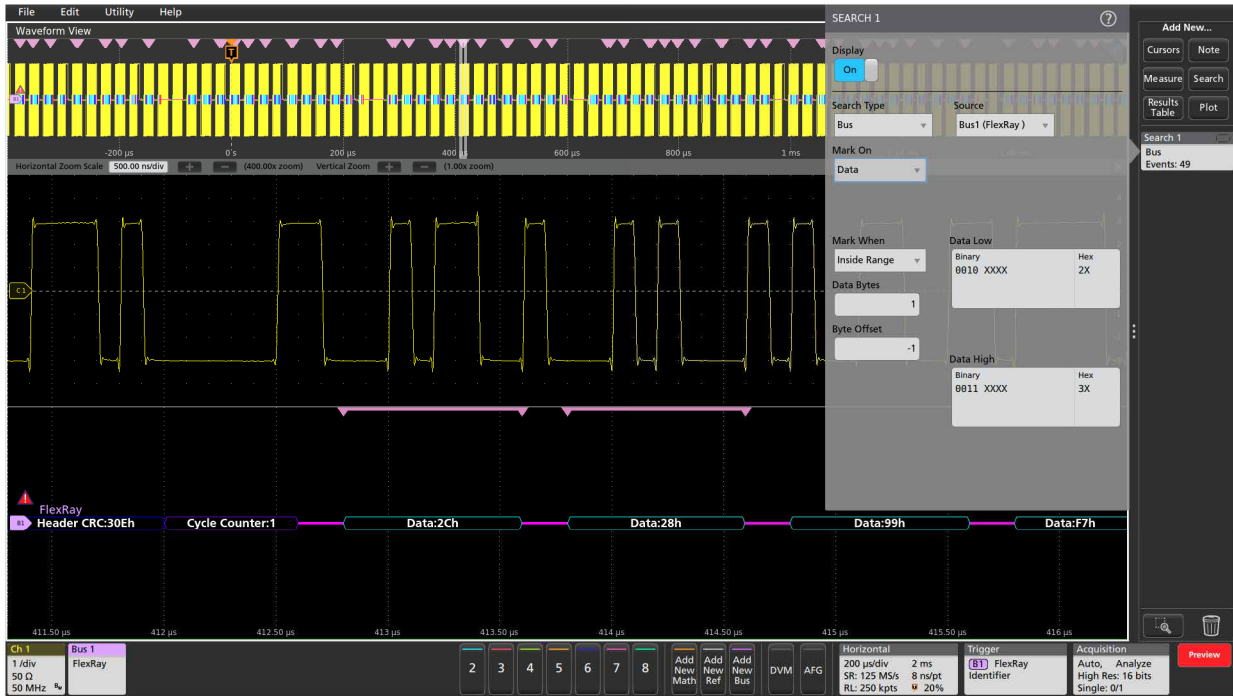 File Edit Utility Help
Waveform View
T
B1
-200 µs 0 s 200 µs 400 600 µs 800 µs 1 ms
Horizontal Zoom Scale 500.00 ns/div + − (400.00x zoom) Vertical Zoom + − (1.00x zoom)
C1
FlexRay
B1 Header CRC:30Eh Cycle Counter:1 Data:2Ch Data:28h Data:99h Data:F7h
411.50 µs 412 µs 412.50 µs 413 µs 413.50 µs 414 µs 414.50 µs 415 µs 415.50 µs 416 µs
SEARCH 1 ?
Display
On
Search Type Source
Bus Bus1 (FlexRay )
Mark On
Data
Mark When Data Low
Inside Range Binary Hex
0010 XXXX 2X
Data Bytes
1
Byte Offset
-1
Data High
Binary Hex
0011 XXXX 3X
Add New...
Cursors Note
Measure Search
Results Table Plot
Search 1
Bus
Events: 49
Ch 1
1 /div
50 Ω
50 MHz Bw
Bus 1
FlexRay
2 3 4 5 6 7 8
Add New Math
Add New Ref
Add New Bus
DVM AFG
Horizontal
200 µs/div 2 ms
SR: 125 MS/s 8 ns/pt
RL: 250 kpts 20%
Trigger
B1 FlexRay
Identifier
Acquisition
Auto, Analyze
High Res: 16 bits
Single: 0/1
Preview